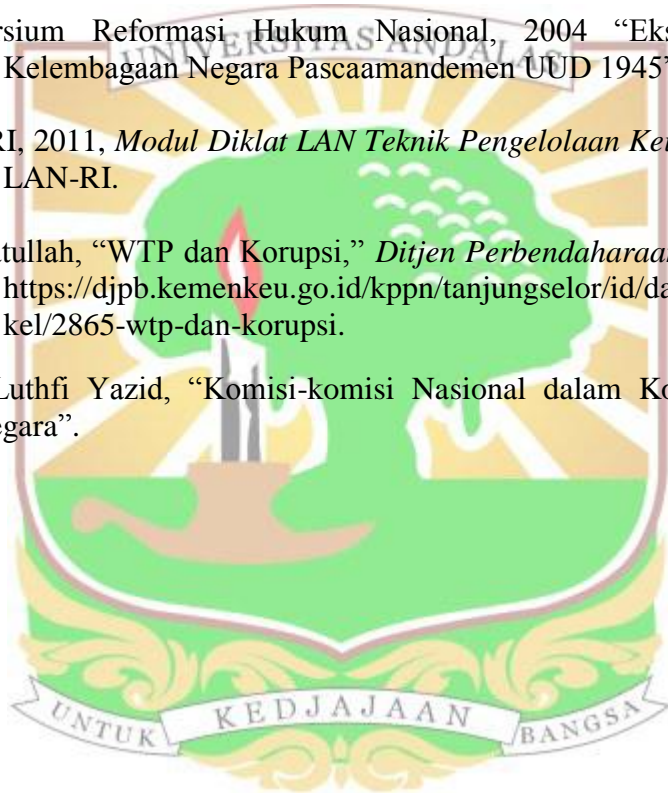 rsium Reformasi Hukum Nasional, 2004 “Eks
UNIVERSITAS ANDALAS
Kelembagaan Negara Pascaamandemen UUD 1945”
RI, 2011, Modul Diklat LAN Teknik Pengelolaan Ke
LAN-RI.
tullah, “WTP dan Korupsi,” Ditjen Perbendaharaa
https://djpb.kemenkeu.go.id/kppn/tanjungselor/id/da
kel/2865-wtp-dan-korupsi.
Luthfi Yazid, “Komisi-komisi Nasional dalam Ko
egara”.
UNTUK KEDJAJAAN BANGSA